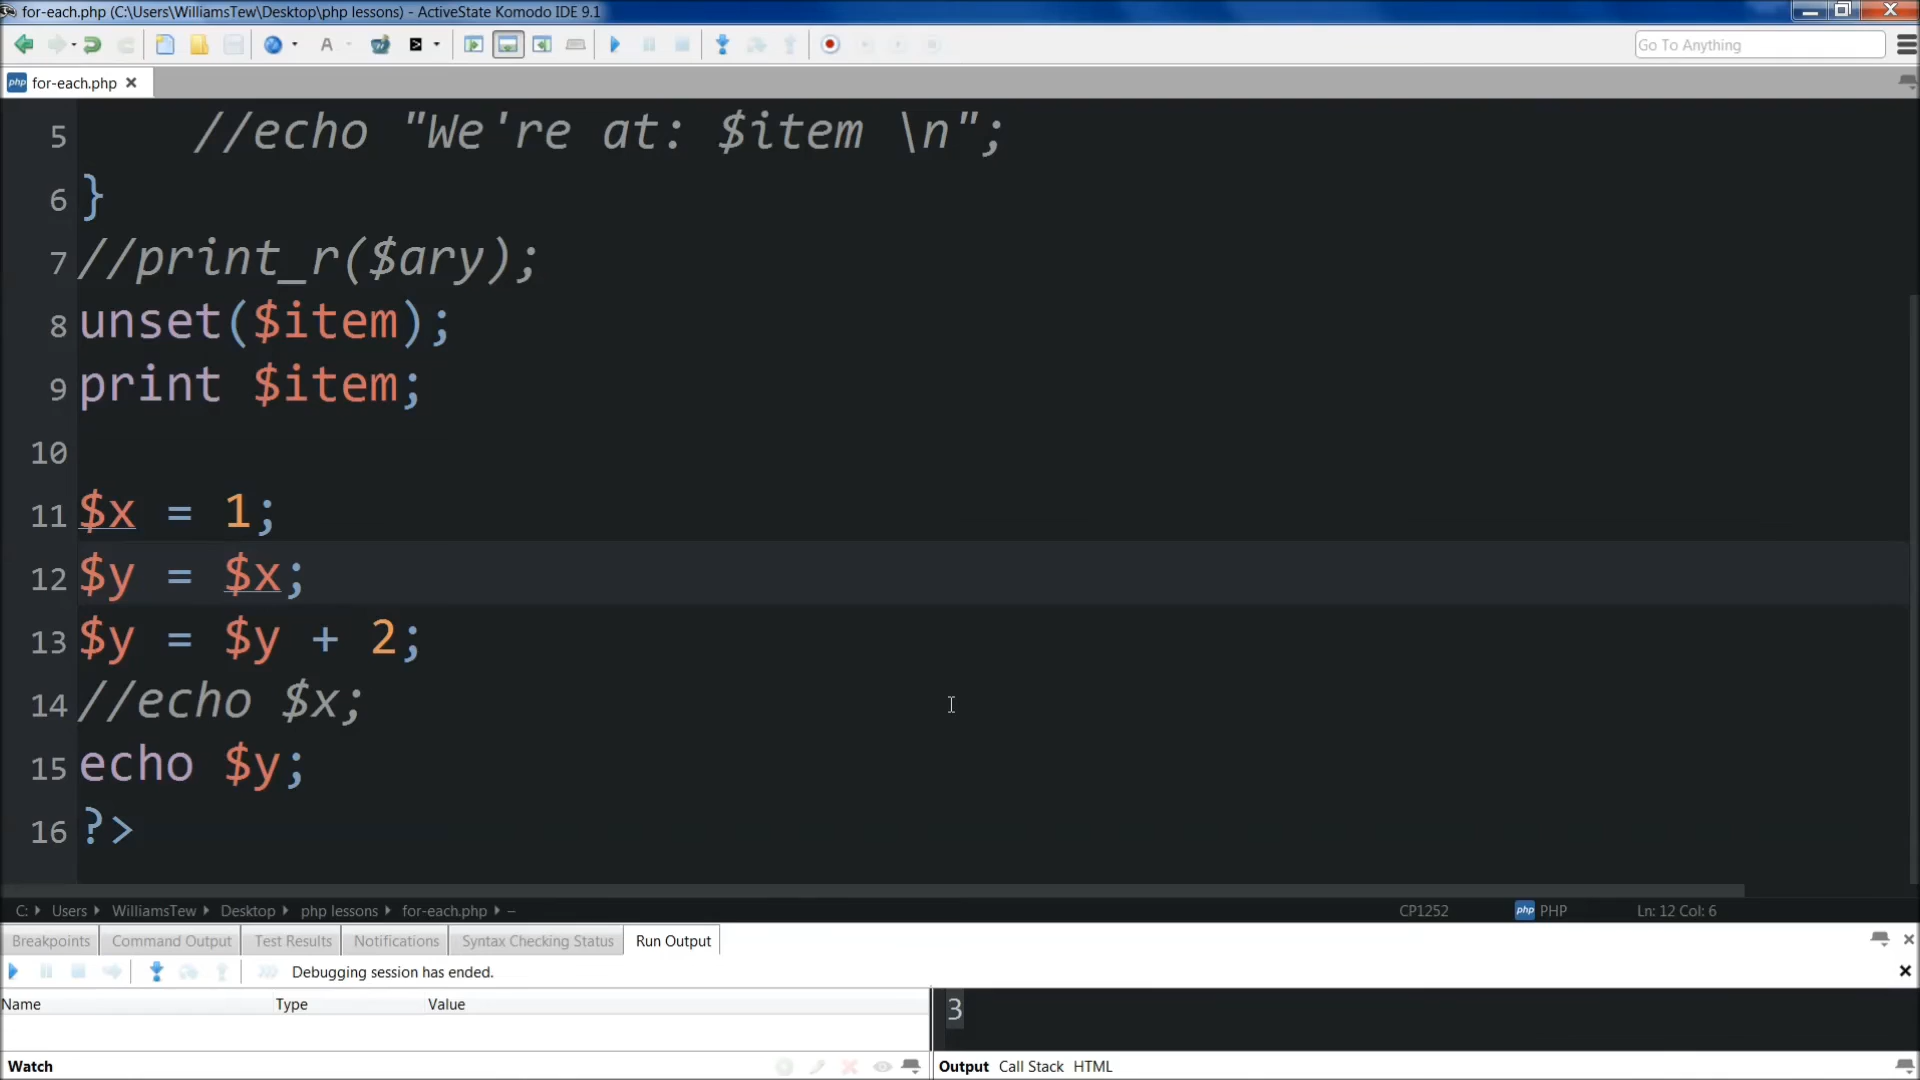 for-each.php (C:\Users\WilliamsTew\Desktop\php lessons) - ActiveState Komodo IDE 9.1
Go To Anything
php for-each.php
5 //echo "We're at: $item \n";
6 }
7 //print_r($ary);
8 unset($item);
9 print $item;
10
11 $x = 1;
12 $y = $x;
13 $y = $y + 2;
14 //echo $x;
15 echo $y;
16 ?>
C: Users WilliamsTew Desktop php lessons for-each.php – CP1252 php PHP Ln: 12 Col: 6
Breakpoints Command Output Test Results Notifications Syntax Checking Status Run Output
Debugging session has ended.
Name Type Value
3
Watch Output Call Stack HTML